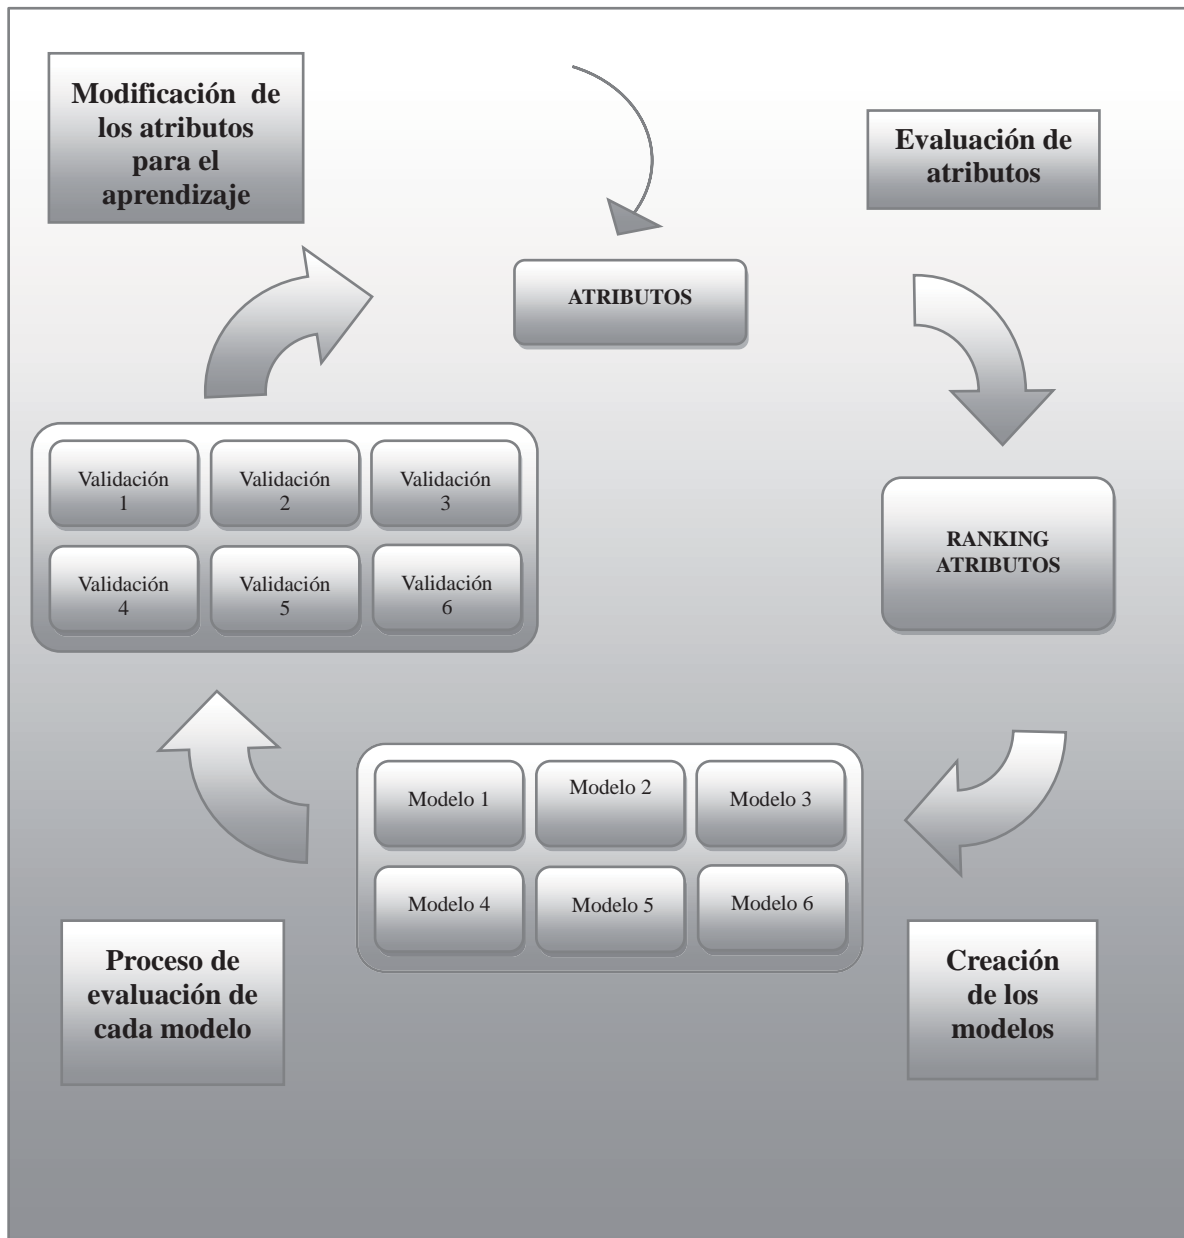 Modificación de
los atributos
para el
aprendizaje
Evaluación de
atributos
ATRIBUTOS
Validación
1
Validación
2
Validación
3
Validación
4
Validación
5
Validación
6
RANKING
ATRIBUTOS
Modelo 1
Modelo 2
Modelo 3
Modelo 4
Modelo 5
Modelo 6
Proceso de
evaluación de
cada modelo
Creación
de los
modelos